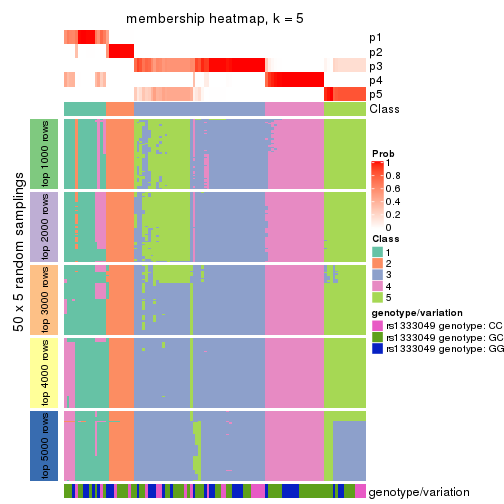 membership heatmap, k = 5
p1
p2
p3
p4
p5
Class
50 x 5 random samplings
top 1000 rows
top 2000 rows
top 3000 rows
top 4000 rows
top 5000 rows
genotype/variation
Prob
1
0.8
0.6
0.4
0.2
0
Class
1
2
3
4
5
genotype/variation
rs1333049 genotype: CC
rs1333049 genotype: GC
rs1333049 genotype: GG